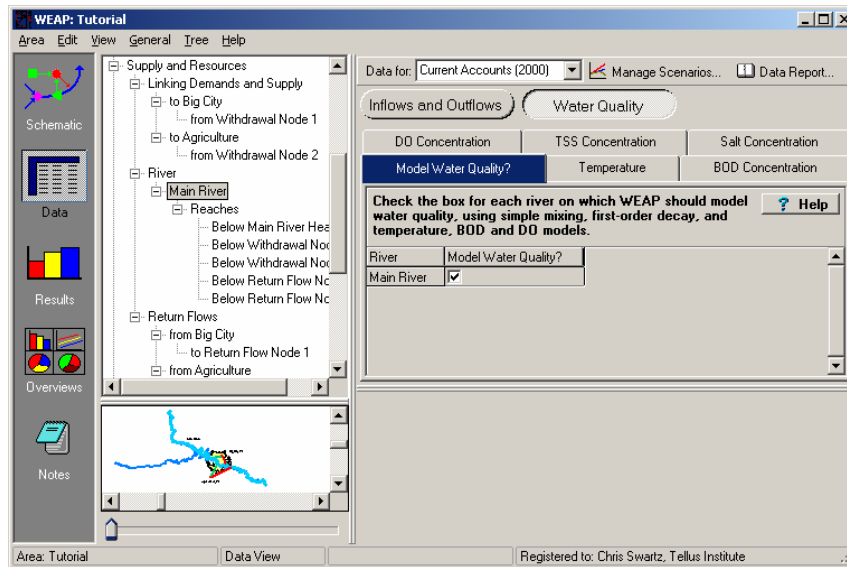 WEAP: Tutorial
Area Edit View General Tree Help
Schematic
Data
Results
Overviews
Notes
Supply and Resources
Linking Demands and Supply
to Big City
from Withdrawal Node 1
to Agriculture
from Withdrawal Node 2
River
Main River
Reaches
Below Main River Hea
Below Withdrawal Noc
Below Withdrawal Noc
Below Return Flow Nc
Below Return Flow Nc
Return Flows
from Big City
to Return Flow Node 1
from Agriculture
Data for: Current Accounts (2000) Manage Scenarios... Data Report...
Inflows and Outflows Water Quality
DO Concentration TSS Concentration Salt Concentration
Model Water Quality? Temperature BOD Concentration
Check the box for each river on which WEAP should model
water quality, using simple mixing, first-order decay, and
temperature, BOD and DO models.
? Help
River Model Water Quality?
Main River
Area: Tutorial Data View Registered to: Chris Swartz, Tellus Institute